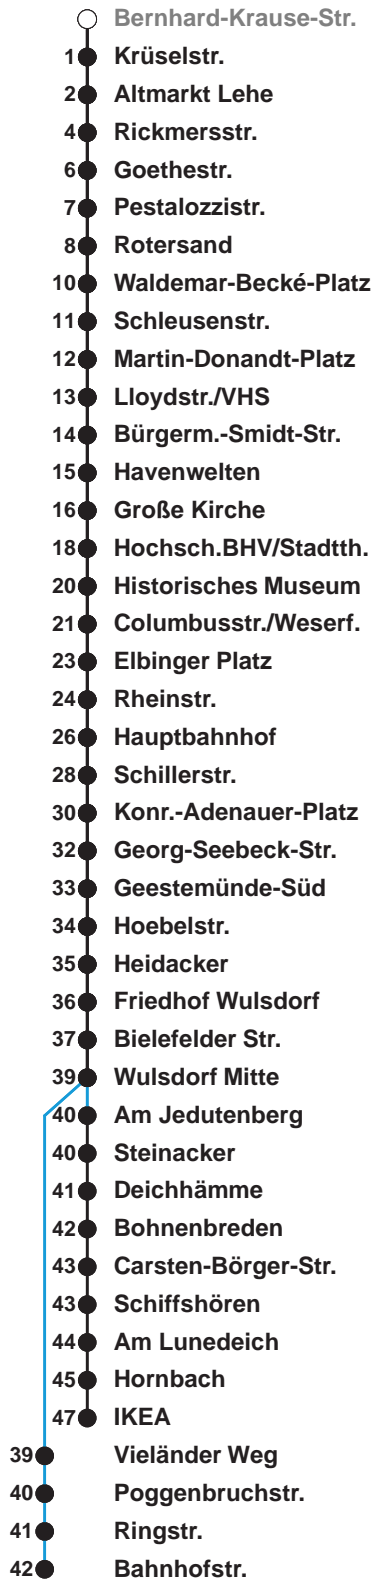 Bernhard-Krause-Str.
1 Krüselstr.
2 Altmarkt Lehe
4 Rickmersstr.
6 Goethestr.
7 Pestalozzistr.
8 Rotersand
10 Waldemar-Becké-Platz
11 Schleusenstr.
12 Martin-Donandt-Platz
13 Lloydstr./VHS
14 Bürgerm.-Smidt-Str.
15 Havenwelten
16 Große Kirche
18 Hochsch.BHV/Stadtth.
20 Historisches Museum
21 Columbusstr./Weserf.
23 Elbinger Platz
24 Rheinstr.
26 Hauptbahnhof
28 Schillerstr.
30 Konr.-Adenauer-Platz
32 Georg-Seebeck-Str.
33 Geestemünde-Süd
34 Hoebelstr.
35 Heidacker
36 Friedhof Wulsdorf
37 Bielefelder Str.
39 Wulsdorf Mitte
40 Am Jedutenberg
40 Steinacker
41 Deichhämme
42 Bohnenbreden
43 Carsten-Börger-Str.
43 Schiffshören
44 Am Lunedeich
45 Hornbach
47 IKEA
39 Vieländer Weg
40 Poggenbruchstr.
41 Ringstr.
42 Bahnhofstr.